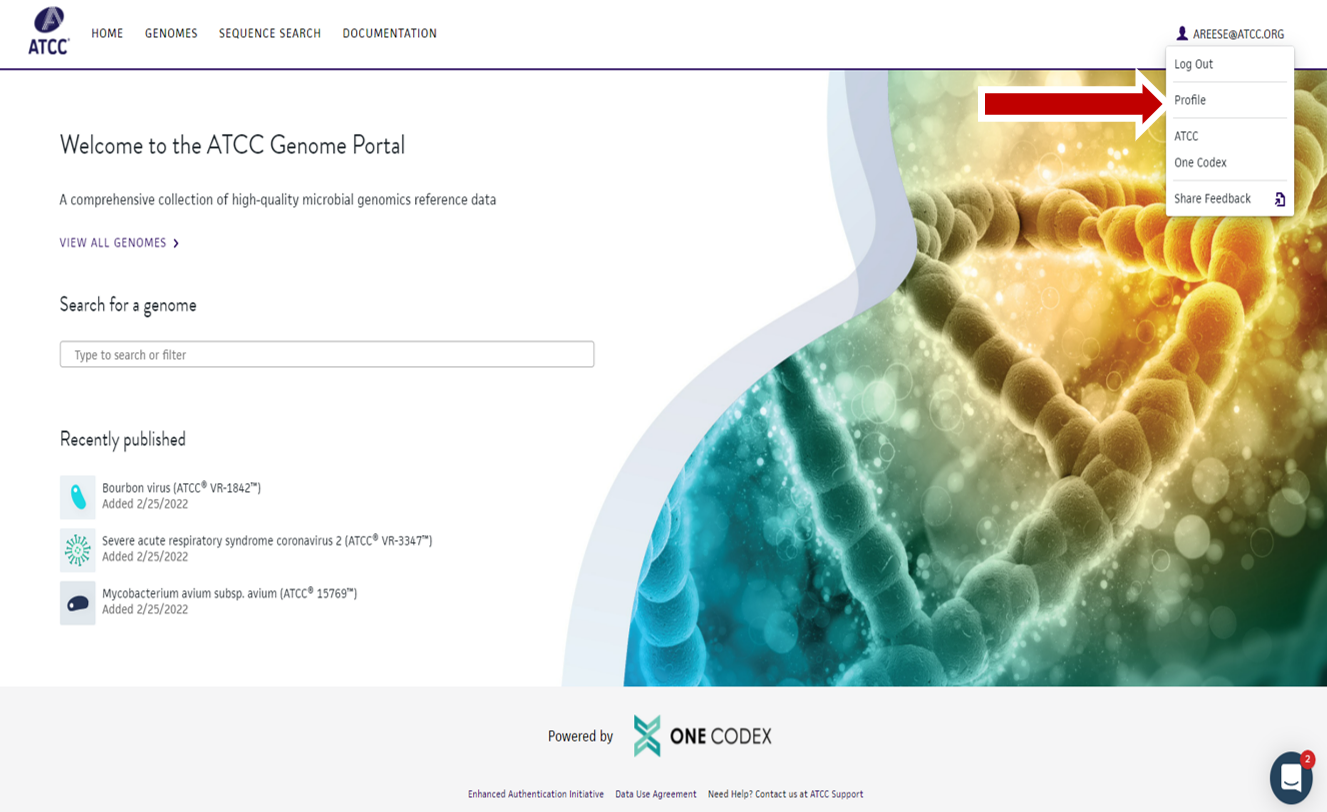 ATCC®
HOME GENOMES SEQUENCE SEARCH DOCUMENTATION
AREESE@ATCC.ORG
Log Out
Profile
ATCC
One Codex
Share Feedback
Welcome to the ATCC Genome Portal
A comprehensive collection of high-quality microbial genomics reference data
VIEW ALL GENOMES
Search for a genome
Type to search or filter
Recently published
Bourbon virus (ATCC® VR-1842™)
Added 2/25/2022
Severe acute respiratory syndrome coronavirus 2 (ATCC® VR-3347™)
Added 2/25/2022
Mycobacterium avium subsp. avium (ATCC® 15769™)
Added 2/25/2022
Powered by ONE CODEX
2
Enhanced Authentication Initiative Data Use Agreement Need Help? Contact us at ATCC Support